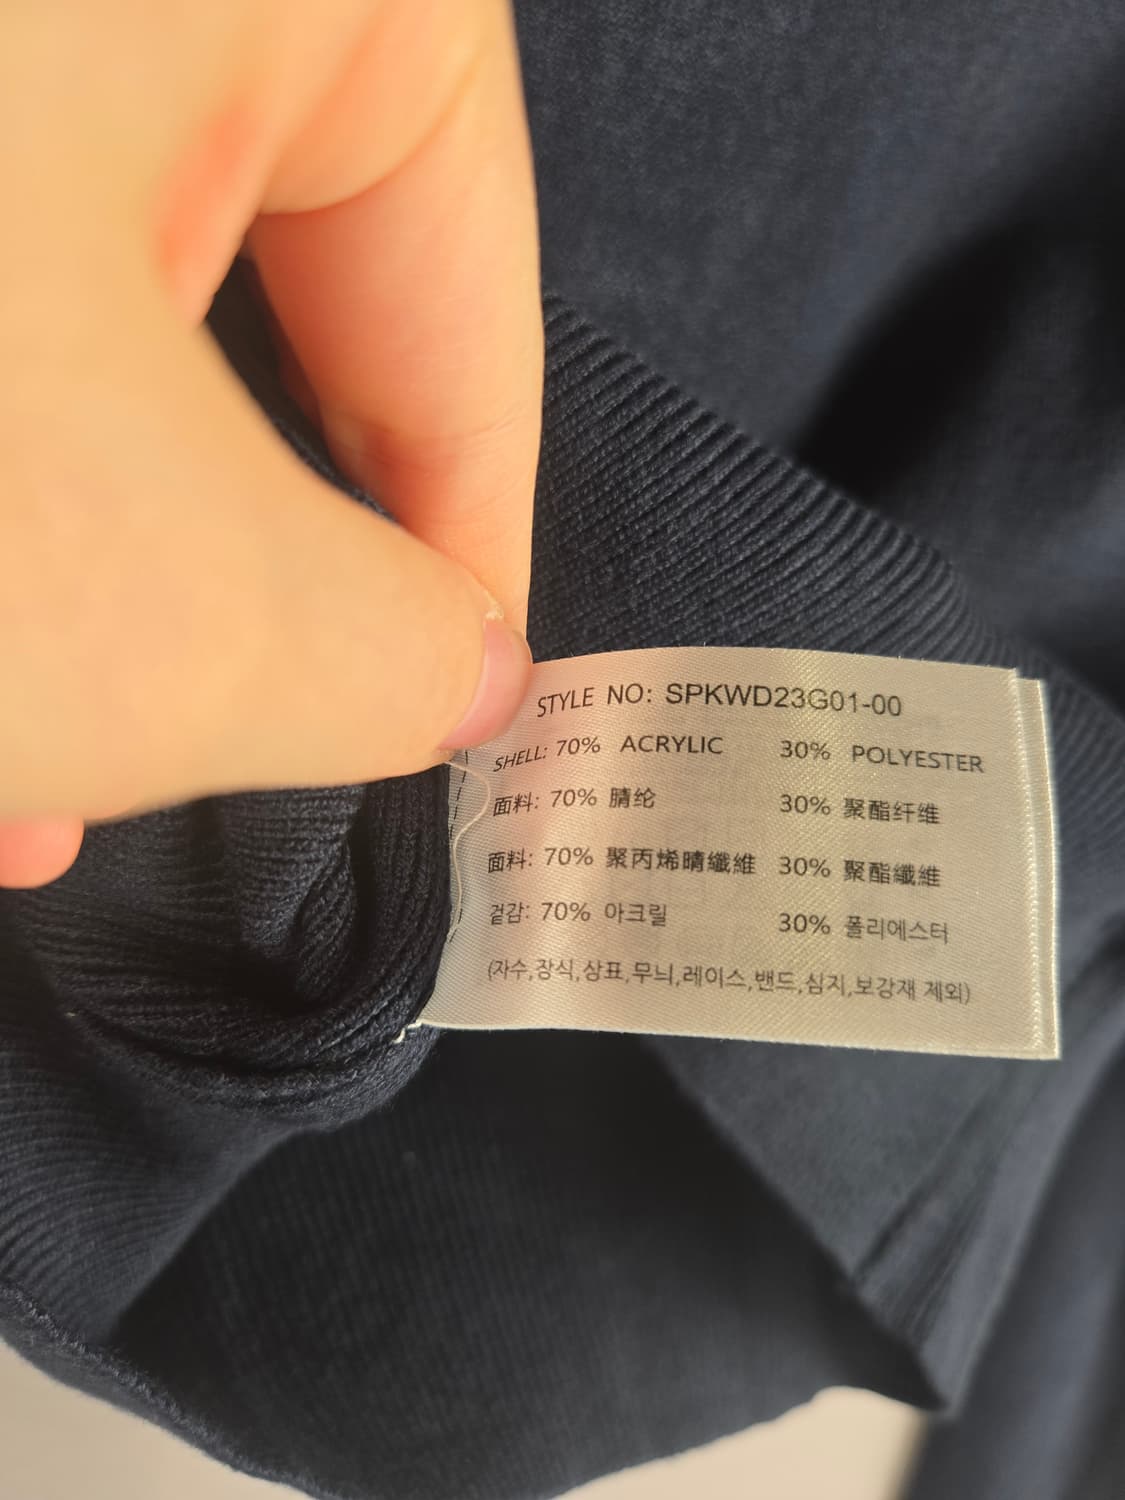 STYLE NO: SPKWD23G01-00
SHELL: 70% ACRYLIC 30% POLYESTER
面料: 70% 腈纶 30% 聚酯纤维
面料: 70% 聚丙烯晴纖維 30% 聚酯纖維
겉감: 70% 아크릴 30% 폴리에스터
(자수,장식,상표,무늬,레이스,밴드,심지,보강재 제외)